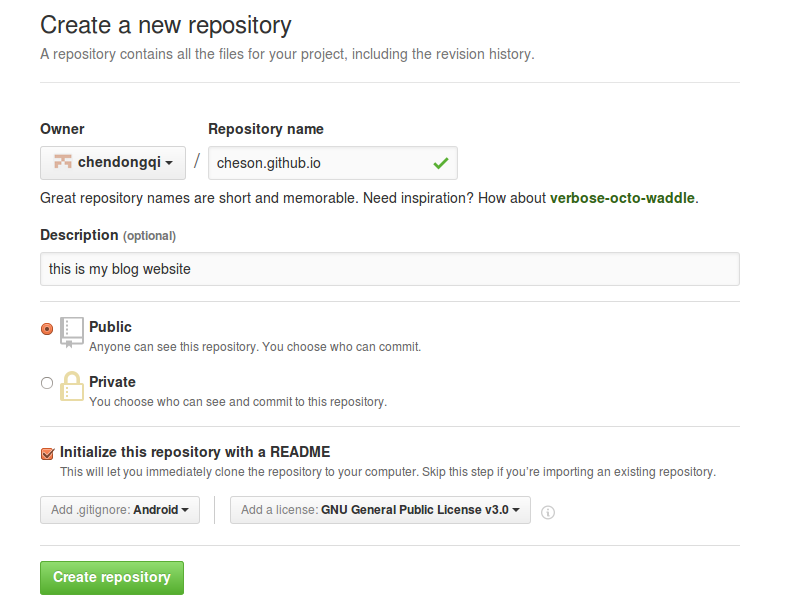 Create a new repository
A repository contains all the files for your project, including the revision history.
Owner Repository name
chendongqi / cheson.github.io
Great repository names are short and memorable. Need inspiration? How about verbose-octo-waddle.
Description (optional)
this is my blog website
Public
Anyone can see this repository. You choose who can commit.
Private
You choose who can see and commit to this repository.
Initialize this repository with a README
This will let you immediately clone the repository to your computer. Skip this step if you're importing an existing repository.
Add .gitignore: Android Add a license: GNU General Public License v3.0
Create repository